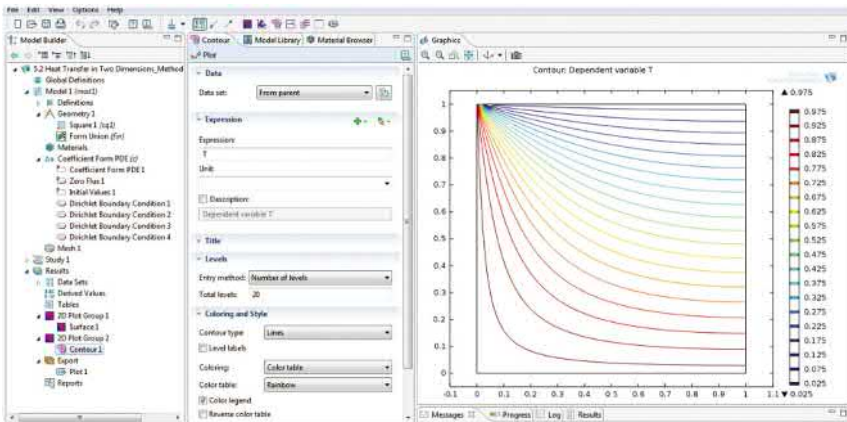 File Edit View Options Help
Model Builder
5.2 Heat Transfer in Two Dimensions_Method
Global Definitions
Model 1 (mod1)
Definitions
Geometry 1
Square 1 (sq1)
Form Union (fin)
Materials
Coefficient Form PDE (c)
Coefficient Form PDE 1
Zero Flux 1
Initial Values 1
Dirichlet Boundary Condition 1
Dirichlet Boundary Condition 2
Dirichlet Boundary Condition 3
Dirichlet Boundary Condition 4
Mesh 1
Study 1
Results
Data Sets
Derived Values
Tables
2D Plot Group 1
Surface 1
2D Plot Group 2
Contour 1
Export
Plot 1
Reports
Contour Model Library Material Browser
Plot
Data
Data set: From parent
Expression
Expression:
T
Unit:
Description:
Dependent variable T
Title
Levels
Entry method: Number of levels
Total levels: 20
Coloring and Style
Contour type: Lines
Level labels
Coloring: Color table
Color table: Rainbow
Color legend
Reverse color table
Graphics
Contour: Dependent variable T
▲ 0.975
1
0.9
0.8
0.7
0.6
0.5
0.4
0.3
0.2
0.1
0
-0.1 0 0.1 0.2 0.3 0.4 0.5 0.6 0.7 0.8 0.9 1 1.1
0.975
0.925
0.875
0.825
0.775
0.725
0.675
0.625
0.575
0.525
0.475
0.425
0.375
0.325
0.275
0.225
0.175
0.125
0.075
0.025
▼ 0.025
Messages Progress Log Results